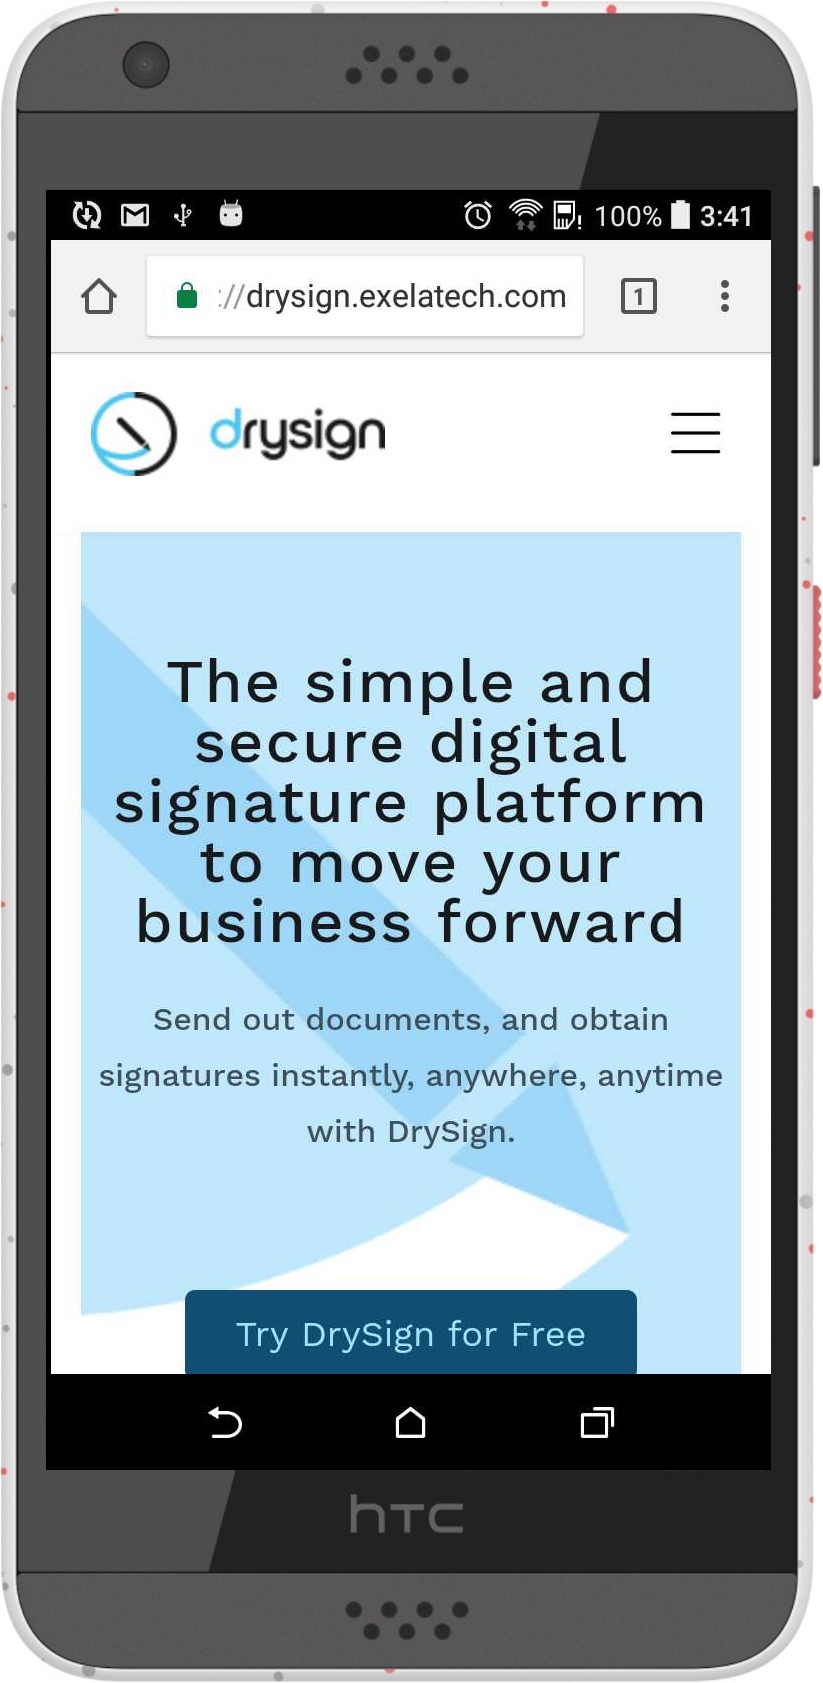 100% 3:41
://drysign.exelatech.com 1
drysign
The simple and
secure digital
signature platform
to move your
business forward
Send out documents, and obtain
signatures instantly, anywhere, anytime
with DrySign.
Try DrySign for Free
hTC